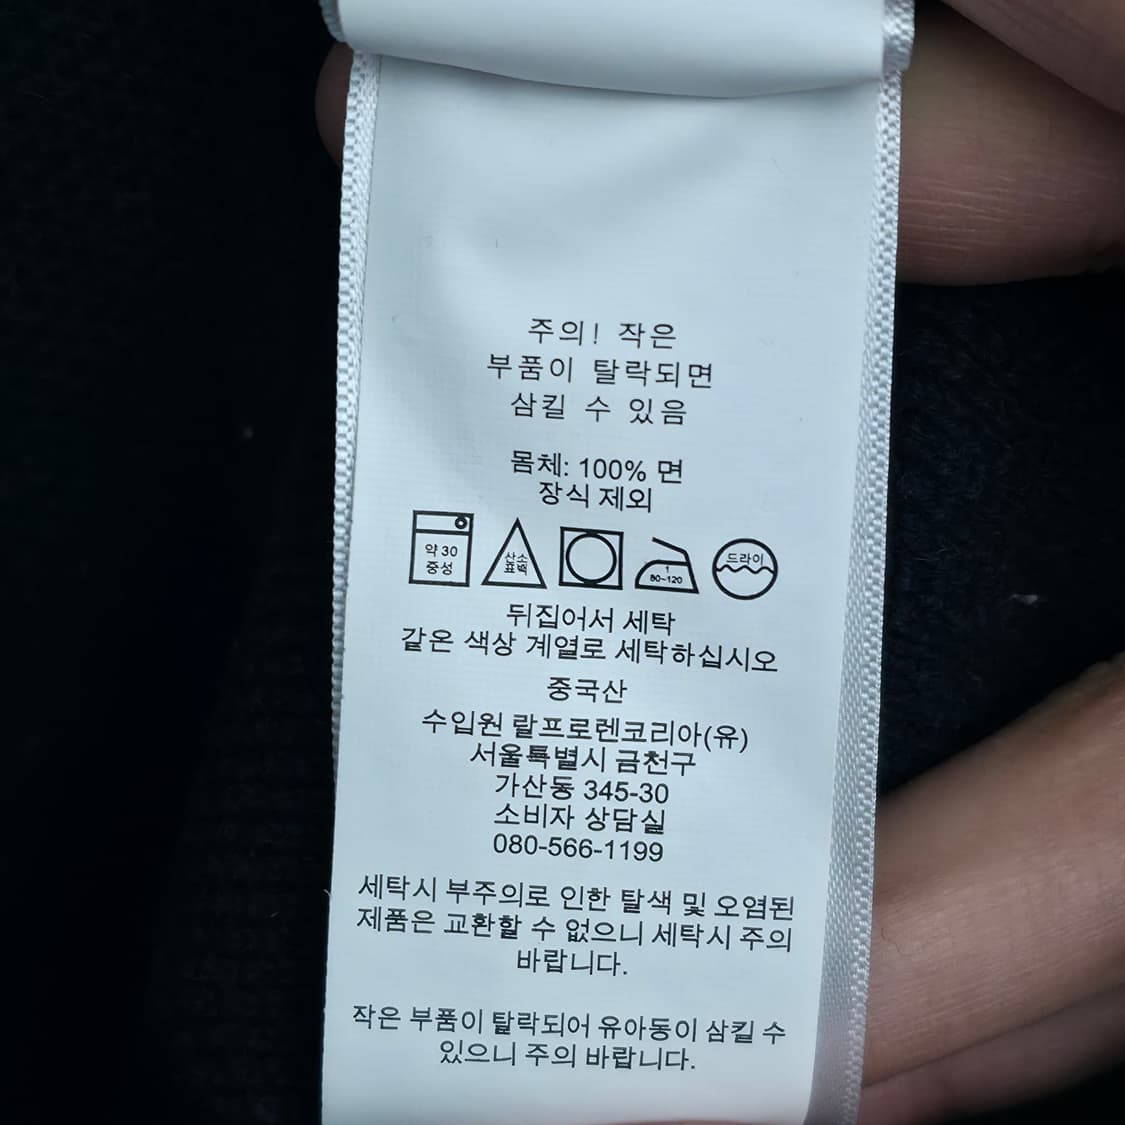 주의! 작은
부품이 탈락되면
삼킬 수 있음
몸체: 100% 면
장식 제외
약 30
중성
산소
표백
1
80~120
드라이
뒤집어서 세탁
같은 색상 계열로 세탁하십시오
중국산
수입원 랄프로렌코리아(유)
서울특별시 금천구
가산동 345-30
소비자 상담실
080-566-1199
세탁시 부주의로 인한 탈색 및 오염된
제품은 교환할 수 없으니 세탁시 주의
바랍니다.
작은 부품이 탈락되어 유아동이 삼킬 수
있으니 주의 바랍니다.